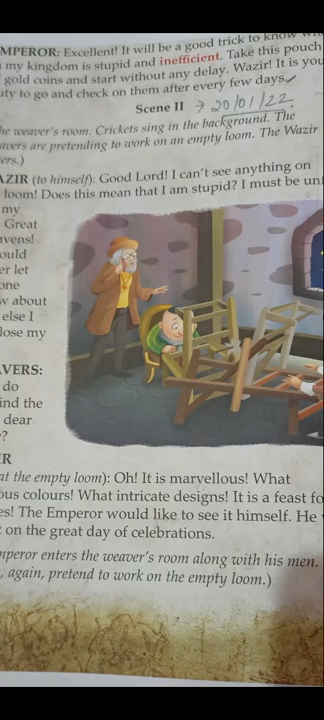 MPEROR: Excellent! It will be a good trick to know
my kingdom is stupid and inefficient. Take this pouch
gold coins and start without any delay. Wazir! It is you
uty to go and check on them after every few days.
Scene II → 20/01/22.
he weaver's room. Crickets sing in the background. The
avers are pretending to work on an empty loom. The Wazir
ers.)
AZIR (to himself): Good Lord! I can't see anything on
loom! Does this mean that I am stupid? I must be unf
my
Great
avens!
ould
er let
one
w about
else I
lose my
AVERS:
do
ind the
dear
?
IR
at the empty loom): Oh! It is marvellous! What
ous colours! What intricate designs! It is a feast fo
es! The Emperor would like to see it himself. He
on the great day of celebrations.
mperor enters the weaver's room along with his men.
, again, pretend to work on the empty loom.)